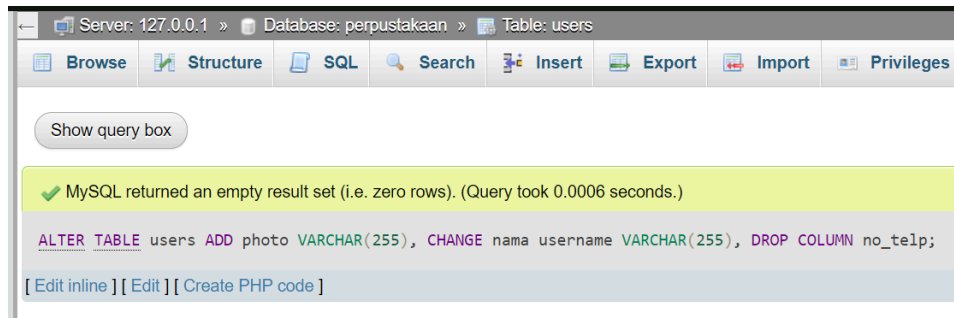 ← Server: 127.0.0.1 » Database: perpustakaan » Table: users
Browse Structure SQL Search Insert Export Import Privileges
Show query box
MySQL returned an empty result set (i.e. zero rows). (Query took 0.0006 seconds.)
ALTER TABLE users ADD photo VARCHAR(255), CHANGE nama username VARCHAR(255), DROP COLUMN no_telp;
[ Edit inline ] [ Edit ] [ Create PHP code ]